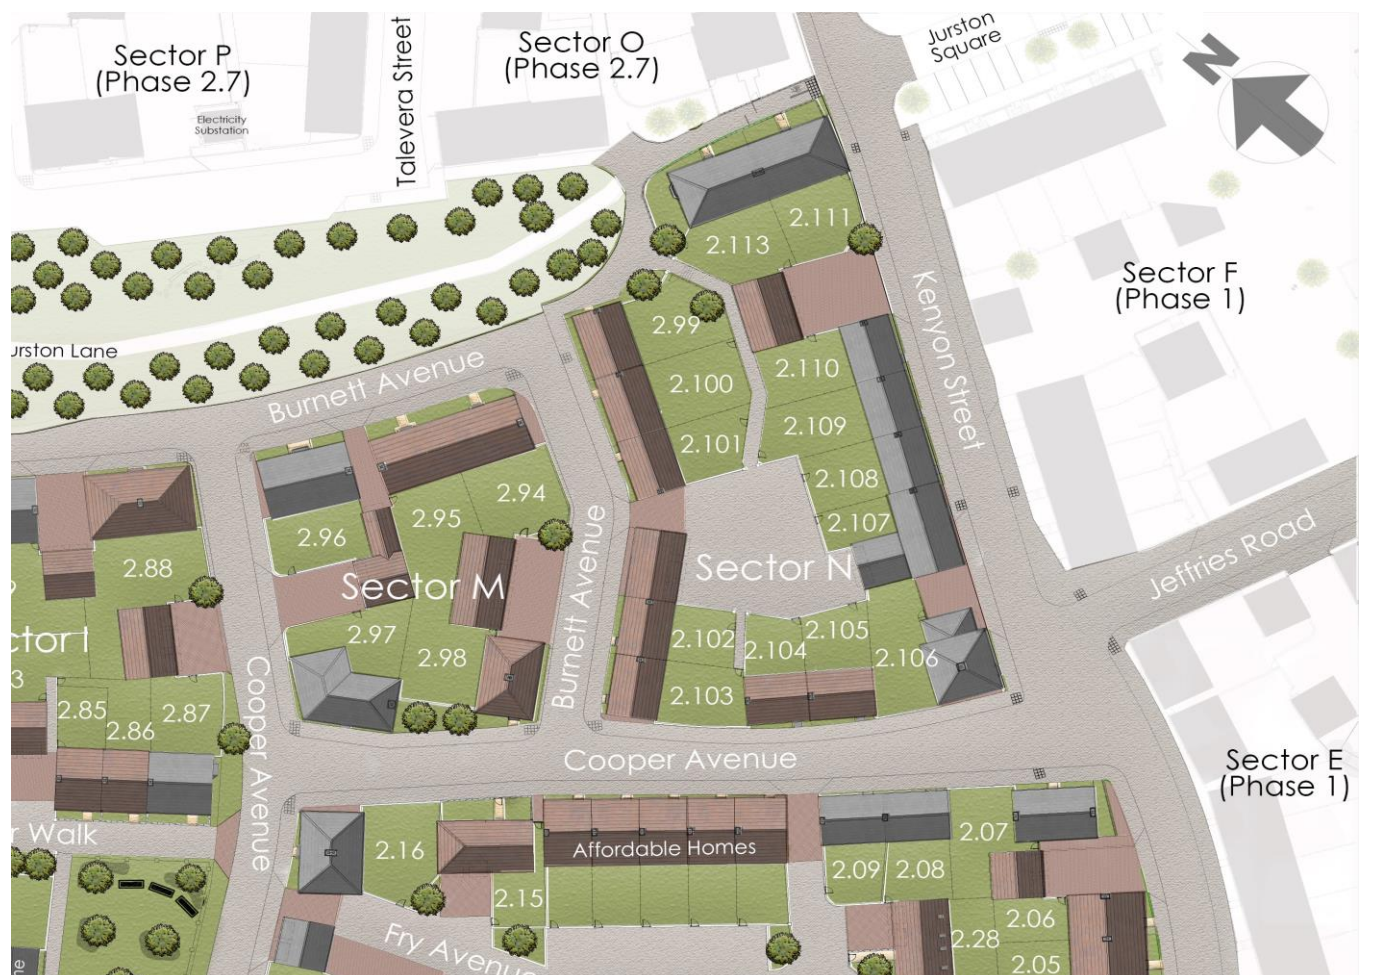 Sector P
(Phase 2.7)
Electricity
Substation
Talevera Street
Sector O
(Phase 2.7)
Jurston
Square
N
2.111
2.113
Sector F
(Phase 1)
Kenyon Street
2.99
2.100
2.101
2.110
2.109
2.108
2.107
urston Lane
Burnett Avenue
2.94
2.95
2.96
Sector M
2.97
2.98
Burnett Avenue
Sector N
2.102
2.103
2.104
2.105
2.106
Jeffries Road
2.88
ctor I
3
2.85
2.86
2.87
Cooper Avenue
Cooper Avenue
Sector E
(Phase 1)
r Walk
2.16
Affordable Homes
2.15
2.09
2.08
2.07
2.06
2.28
2.05
Fry Avenue